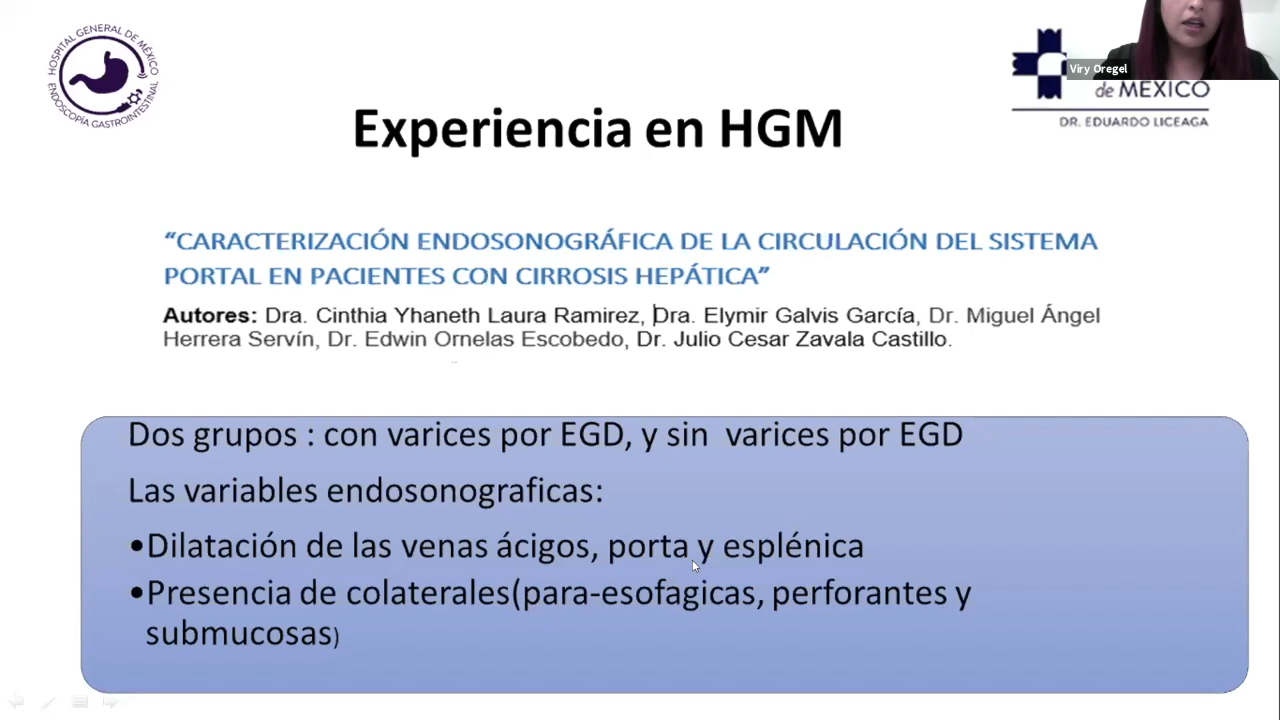 HOSPITAL GENERAL DE MÉXICO
ENDOSCOPÍA GASTROINTESTINAL
Viry Oregel
de MEXICO
DR. EDUARDO LICEAGA
Experiencia en HGM
“CARACTERIZACIÓN ENDOSONOGRÁFICA DE LA CIRCULACIÓN DEL SISTEMA
PORTAL EN PACIENTES CON CIRROSIS HEPÁTICA”
Autores: Dra. Cinthia Yhaneth Laura Ramirez, Dra. Elymir Galvis García, Dr. Miguel Ángel
Herrera Servín, Dr. Edwin Ornelas Escobedo, Dr. Julio Cesar Zavala Castillo.
Dos grupos : con varices por EGD, y sin varices por EGD
Las variables endosonograficas:
•Dilatación de las venas ácigos, porta y esplénica
•Presencia de colaterales(para-esofagicas, perforantes y
submucosas)